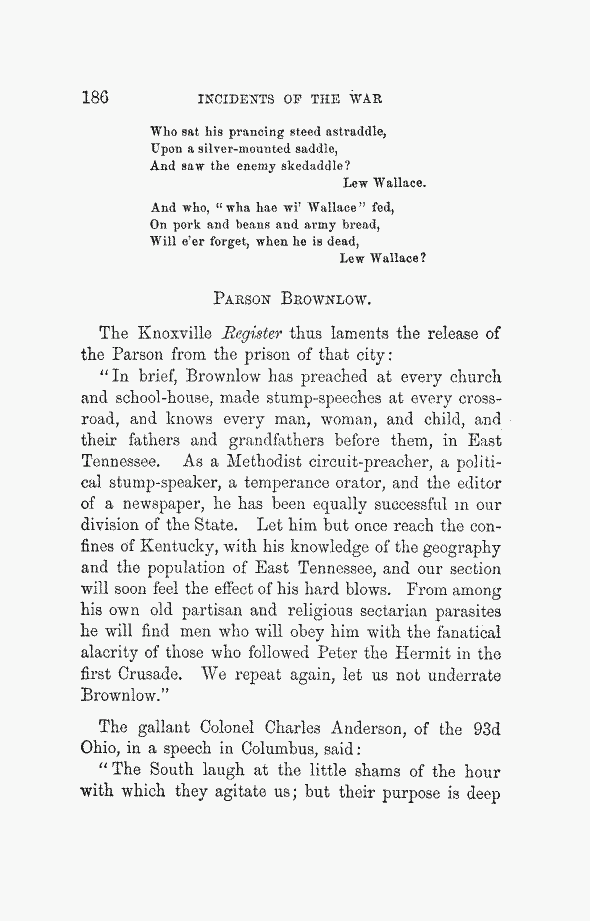 186 INCIDENTS OF THE WAR
Who sat his prancing steed astraddle,
Upon a silver-mounted saddle,
And saw the enemy skedaddle?
Lew Wallace.
And who, "wha hae wi' Wallace" fed,
On pork and beans and army bread,
Will e'er forget, when he is dead,
Lew Wallace?
PARSON BROWNLOW.
The Knoxville Register thus laments the release of
the Parson from the prison of that city:
"In brief, Brownlow has preached at every church
and school-house, made stump-speeches at every cross-
road, and knows every man, woman, and child, and
their fathers and grandfathers before them, in East
Tennessee. As a Methodist circuit-preacher, a politi-
cal stump-speaker, a temperance orator, and the editor
of a newspaper, he has been equally successful in our
division of the State. Let him but once reach the con-
fines of Kentucky, with his knowledge of the geography
and the population of East Tennessee, and our section
will soon feel the effect of his hard blows. From among
his own old partisan and religious sectarian parasites
he will find men who will obey him with the fanatical
alacrity of those who followed Peter the Hermit in the
first Crusade. We repeat again, let us not underrate
Brownlow."
The gallant Colonel Charles Anderson, of the 93d
Ohio, in a speech in Columbus, said:
"The South laugh at the little shams of the hour
with which they agitate us; but their purpose is deep